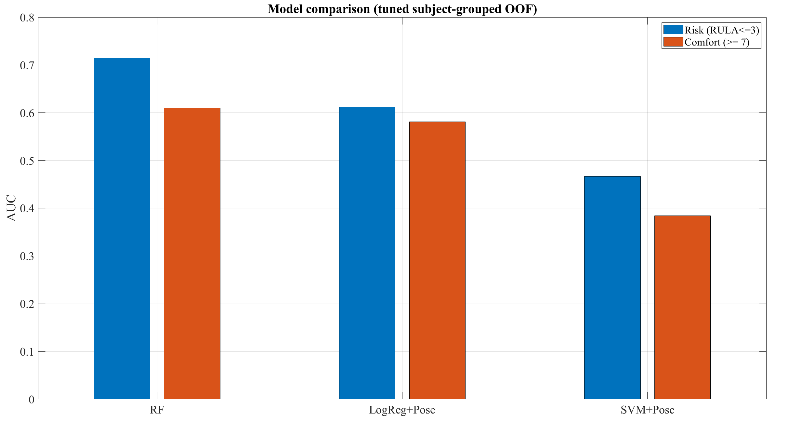 Model comparison (tuned subject-grouped OOF)
Risk (RULA<=3)
Comfort (>= 7)
AUC
0.8
0.7
0.6
0.5
0.4
0.3
0.2
0.1
0
RF
LogReg+Pose
SVM+Pose